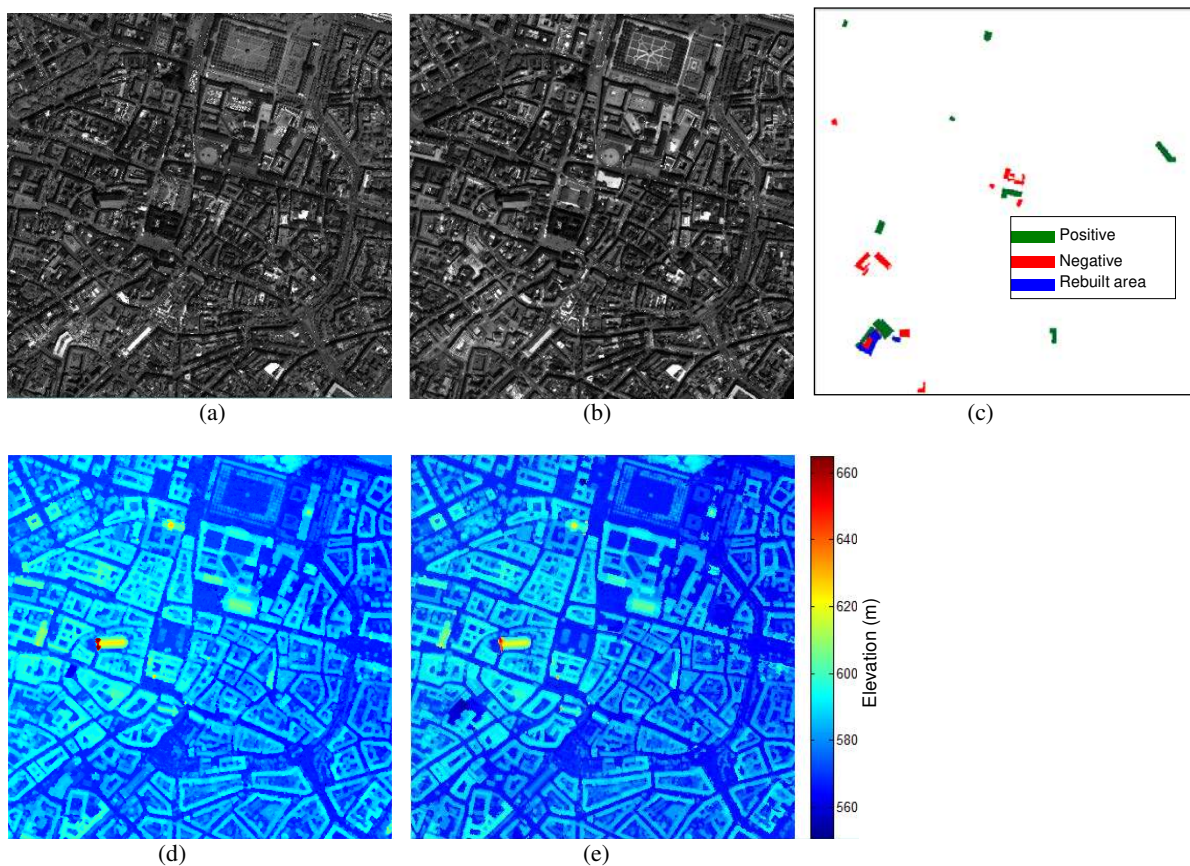 Positive
Negative
Rebuilt area
(a)
(b)
(c)
660
640
620
600
580
560
Elevation (m)
(d)
(e)